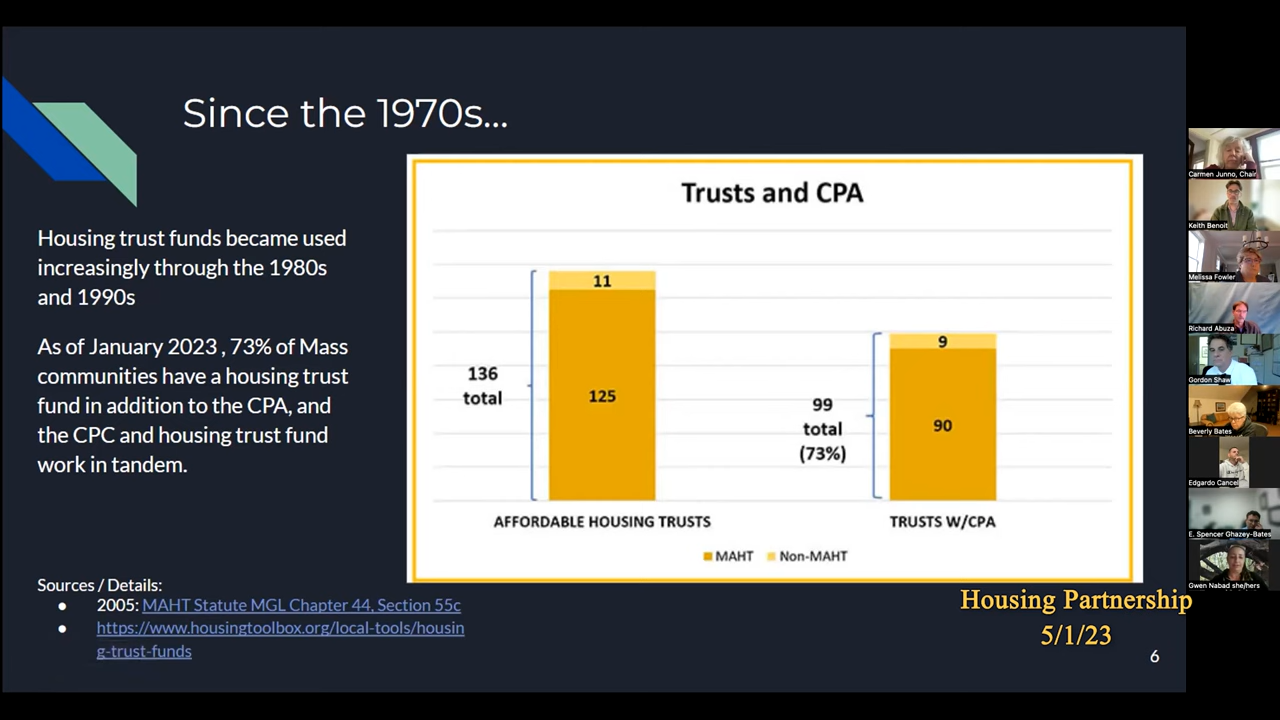 Since the 1970s...
Housing trust funds became used
increasingly through the 1980s
and 1990s
As of January 2023 , 73% of Mass
communities have a housing trust
fund in addition to the CPA, and
the CPC and housing trust fund
work in tandem.
Sources / Details:
● 2005: MAHT Statute MGL Chapter 44, Section 55c
● https://www.housingtoolbox.org/local-tools/housin
g-trust-funds
Trusts and CPA
11
136
total
125
9
99
total
(73%)
90
AFFORDABLE HOUSING TRUSTS
TRUSTS W/CPA
MAHT Non-MAHT
Housing Partnership
5/1/23
6
Carmen Junno, Chair
Keith Benoit
Melissa Fowler
Richard Abuza
Gordon Shaw
Beverly Bates
Edgardo Cancel
E. Spencer Ghazey-Bates
Gwen Nabad she/hers